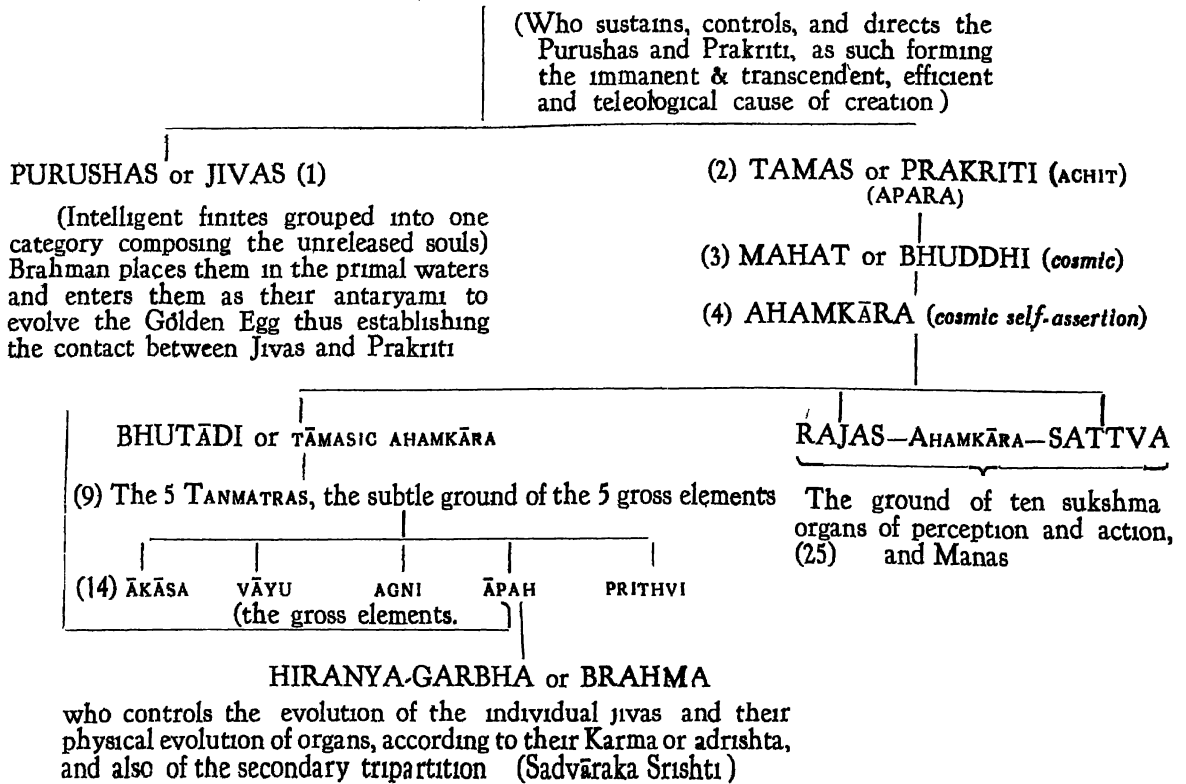 (Who sustains, controls, and directs the
Purushas and Prakriti, as such forming
the immanent & transcendent, efficient
and teleological cause of creation )
PURUSHAS or JIVAS (1)
(Intelligent finites grouped into one
category composing the unreleased souls)
Brahman places them in the primal waters
and enters them as their antaryami to
evolve the Golden Egg thus establishing
the contact between Jivas and Prakriti
(2) TAMAS or PRAKRITI (ACHIT)
(APARA)
(3) MAHAT or BHUDDHI (cosmic)
(4) AHAMKĀRA (cosmic self-assertion)
BHUTĀDI or TĀMASIC AHAMKĀRA
RAJAS—AHAMKĀRA—SATTVA
(9) The 5 TANMATRAS, the subtle ground of the 5 gross elements
The ground of ten sukshma
organs of perception and action,
(25) and Manas
(14) ĀKĀSA VĀYU AGNI ĀPAH PRITHVI
(the gross elements.
HIRANYA-GARBHA or BRAHMA
who controls the evolution of the individual jivas and their
physical evolution of organs, according to their Karma or adrishta,
and also of the secondary tripartition (Sadvāraka Srishti )